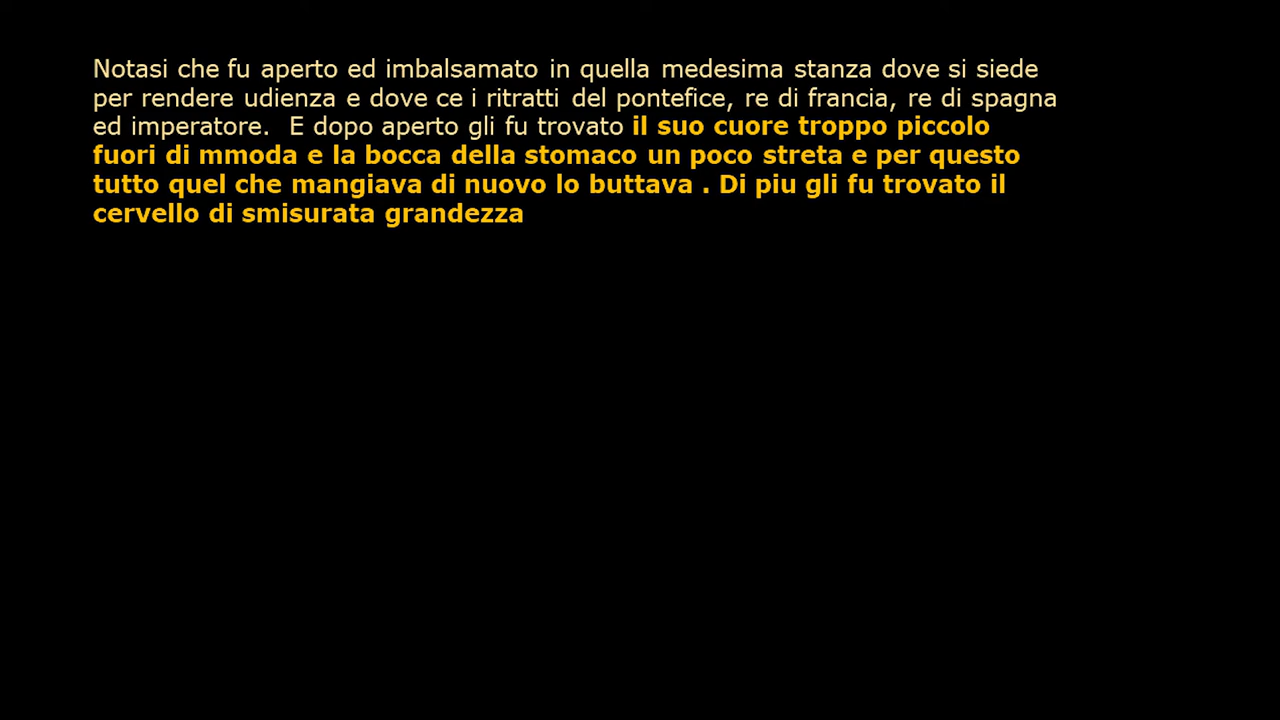 Notasi che fu aperto ed imbalsamato in quella medesima stanza dove si siede
per rendere udienza e dove ce i ritratti del pontefice, re di francia, re di spagna
ed imperatore.  E dopo aperto gli fu trovato il suo cuore troppo piccolo
fuori di mmoda e la bocca della stomaco un poco streta e per questo
tutto quel che mangiava di nuovo lo buttava . Di piu gli fu trovato il
cervello di smisurata grandezza